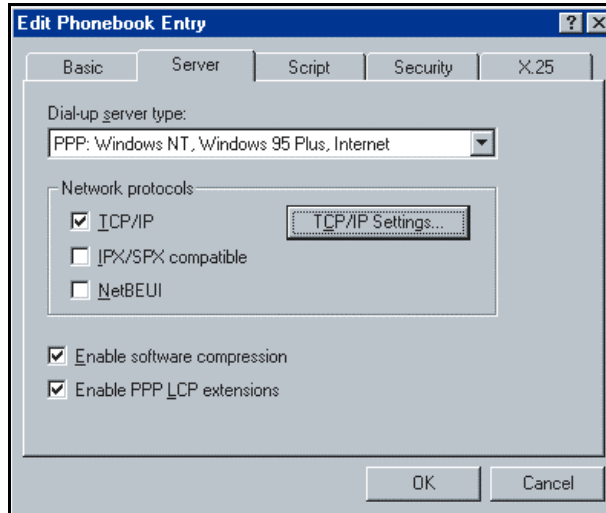 Edit Phonebook Entry
Basic Server Script Security X.25
Dial-up server type:
PPP: Windows NT, Windows 95 Plus, Internet
Network protocols
TCP/IP TCP/IP Settings...
IPX/SPX compatible
NetBEUI
Enable software compression
Enable PPP LCP extensions
OK Cancel